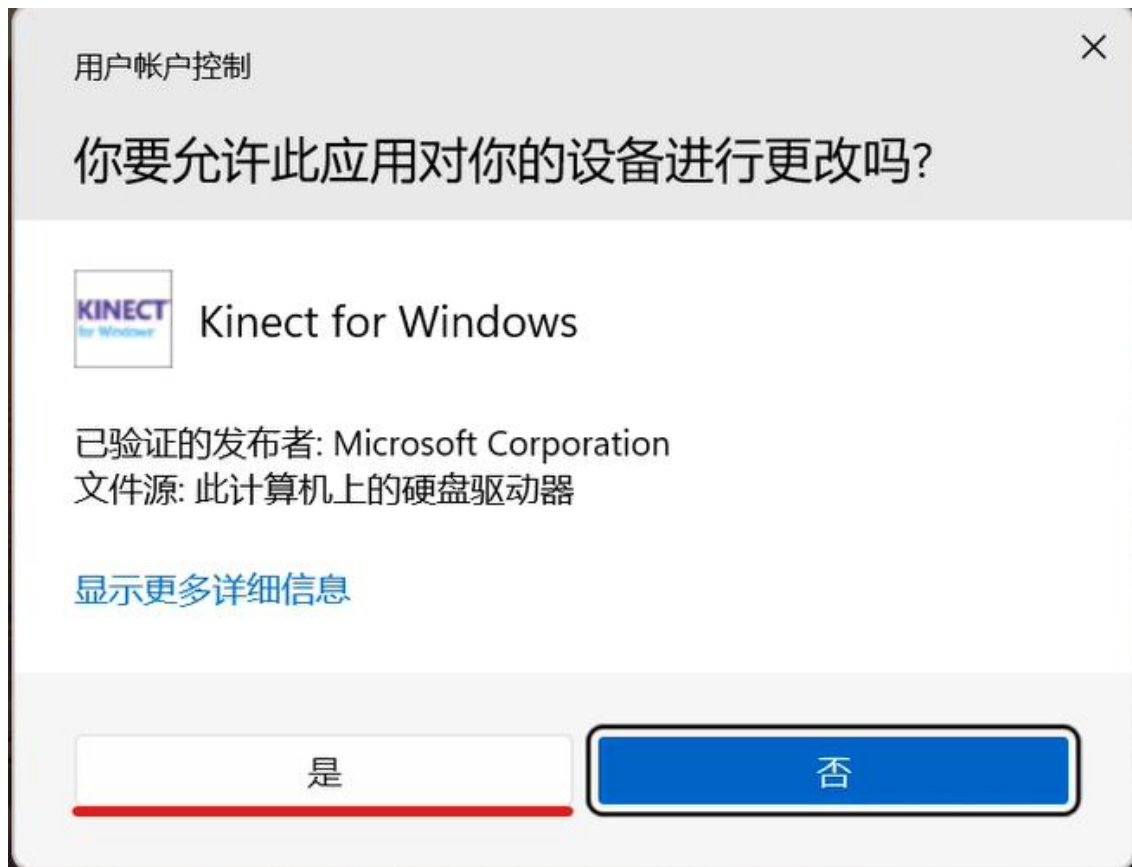 用户帐户控制
你要允许此应用对你的设备进行更改吗?
KINECT
for Windows
Kinect for Windows
已验证的发布者: Microsoft Corporation
文件源: 此计算机上的硬盘驱动器
显示更多详细信息
是
否